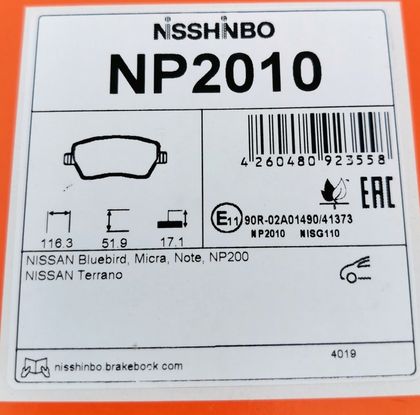 NiSSHiNBO
NP2010
4 260480 923558
116.3 51.9 17.1
E11 90R-02A01490/41373
NP2010 NISG110
EAC
NISSAN Bluebird, Micra, Note, NP200
NISSAN Terrano
4019
nisshinbo.brakebook.com